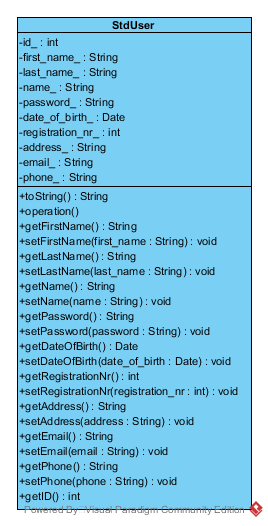 StdUser
-id_ : int
-first_name_ : String
-last_name_ : String
-name_ : String
-password_ : String
-date_of_birth_ : Date
-registration_nr_ : int
-address_ : String
-email_ : String
-phone_ : String
+toString() : String
+operation()
+getFirstName() : String
+setFirstName(first_name : String) : void
+getLastName() : String
+setLastName(last_name : String) : void
+getName() : String
+setName(name : String) : void
+getPassword() : String
+setPassword(password : String) : void
+getDateOfBirth() : Date
+setDateOfBirth(date_of_birth : Date) : void
+getRegistrationNr() : int
+setRegistrationNr(registration_nr : int) : void
+getAddress() : String
+setAddress(address : String) : void
+getEmail() : String
+setEmail(email : String) : void
+getPhone() : String
+setPhone(phone : String) : void
+getID() : int
Powered By Visual Paradigm Community Edition